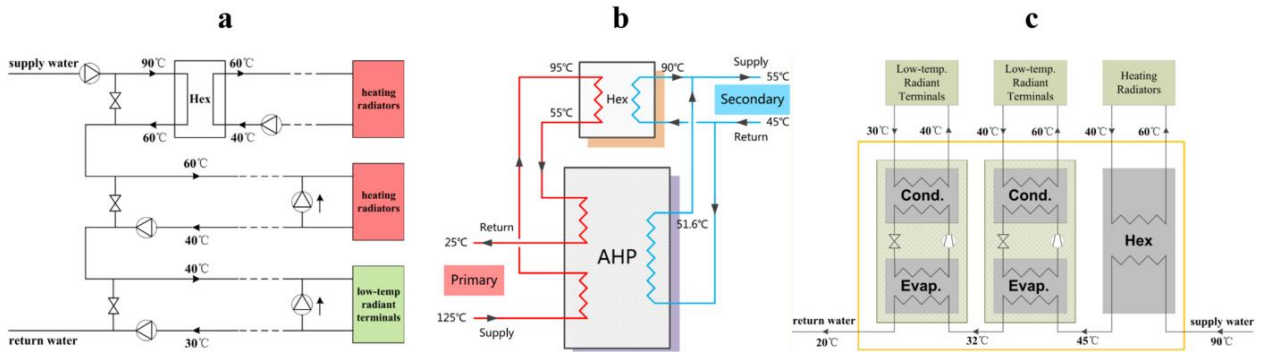 a
supply water
90℃
60℃
Hex
60℃
40℃
heating
radiators
60℃
heating
radiators
40℃
40℃
low-temp
radiant
terminals
return water
30℃
b
95℃
90℃
Supply
55℃
Hex
Secondary
55℃
45℃
Return
Return
51.6℃
25℃
AHP
Primary
125℃
Supply
c
Low-temp.
Radiant
Terminals
Low-temp.
Radiant
Terminals
Heating
Radiators
30℃
40℃
40℃
60℃
40℃
60℃
Cond.
Cond.
Hex
Evap.
Evap.
return water
20℃
32℃
45℃
supply water
90℃